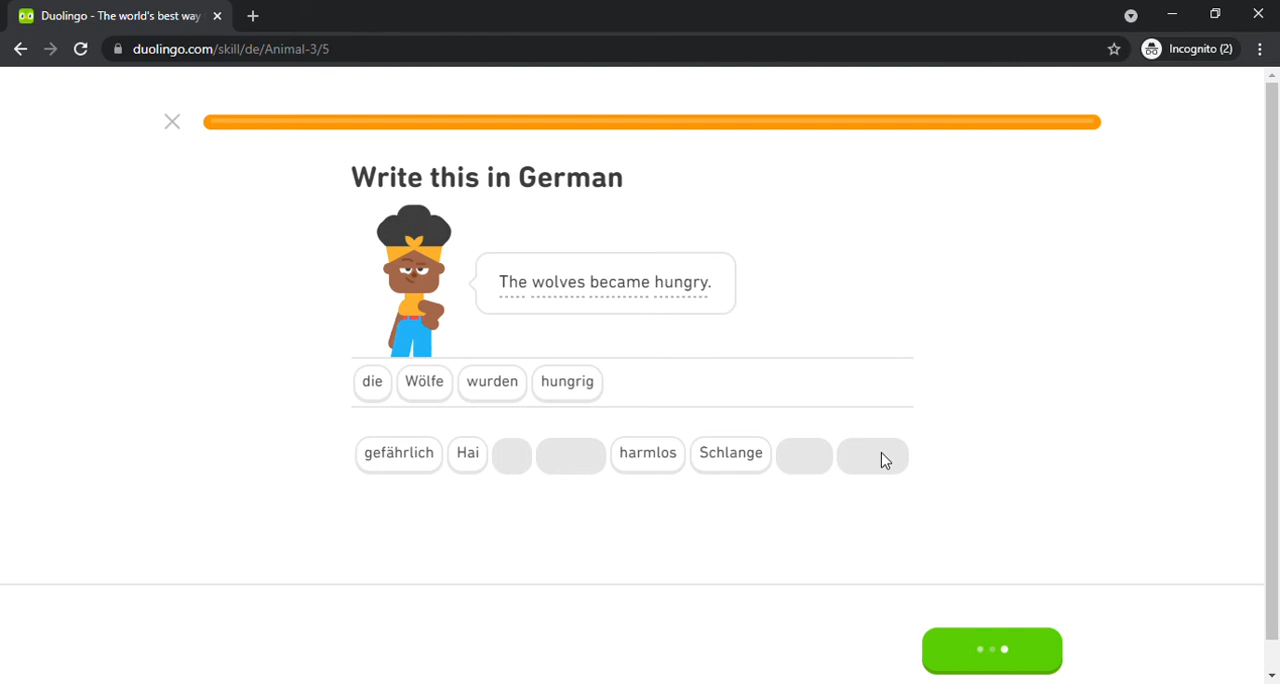 Duolingo - The world's best way
duolingo.com/skill/de/Animal-3/5
Incognito (2)
Write this in German
The wolves became hungry.
die Wölfe wurden hungrig
gefährlich Hai harmlos Schlange